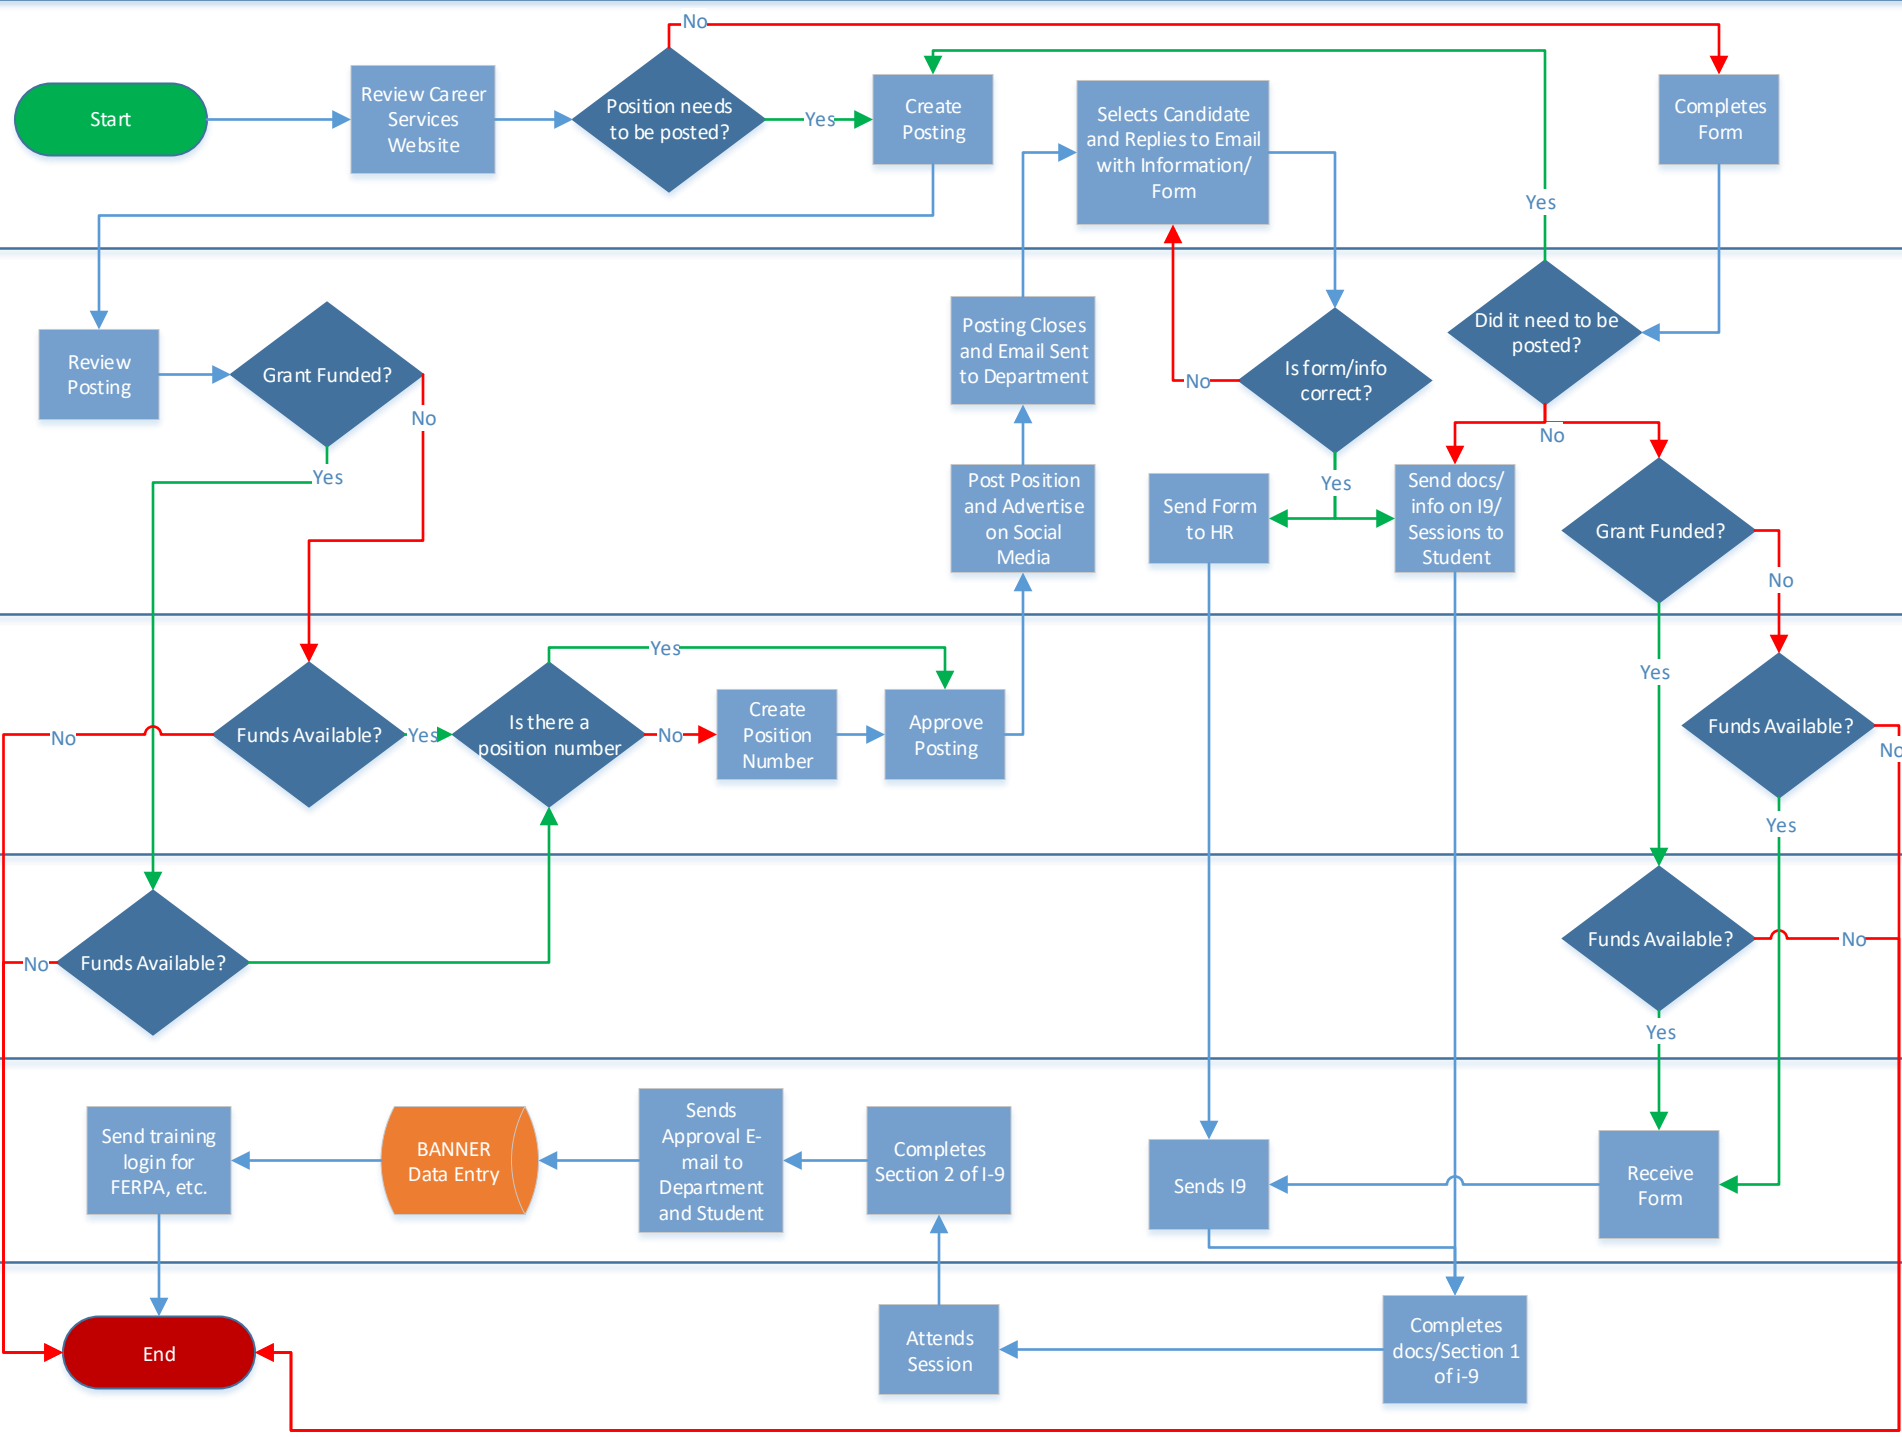 No
Start
Review Career
Services
Website
Position needs
to be posted?
Yes
Create
Posting
Selects Candidate
and Replies to Email
with Information/
Form
Completes
Form
Yes
Review
Posting
Grant Funded?
No
Yes
Posting Closes
and Email Sent
to Department
Is form/info
correct?
No
Did it need to be
posted?
No
Yes
Post Position
and Advertise
on Social
Media
Send Form
to HR
Send docs/
info on I9/
Sessions to
Student
Grant Funded?
No
Yes
Yes
No
Funds Available?
Yes
Is there a
position number
No
Create
Position
Number
Approve
Posting
Funds Available?
No
Yes
No
Funds Available?
Funds Available?
No
Yes
Send training
login for
FERPA, etc.
BANNER
Data Entry
Sends
Approval E-
mail to
Department
and Student
Completes
Section 2 of I-9
Sends I9
Receive
Form
End
Attends
Session
Completes
docs/Section 1
of i-9